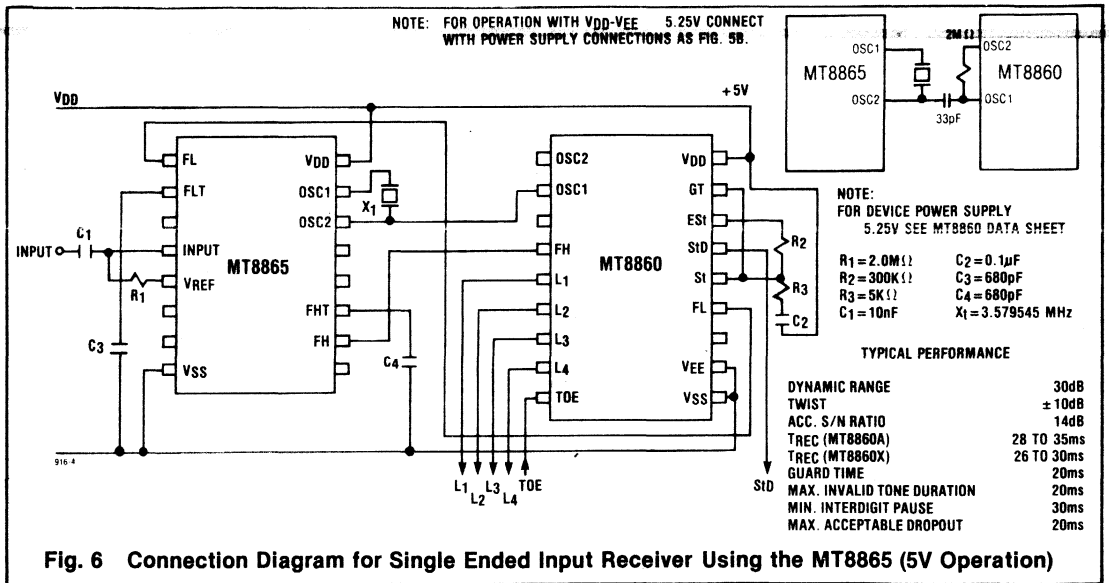 NOTE: FOR OPERATION WITH VDD-VEE 5.25V CONNECT
WITH POWER SUPPLY CONNECTIONS AS FIG. 5B.
OSC1
MT8865
OSC2
2MΩ
OSC2
MT8860
OSC1
33pF
VDD
+5V
FL
FLT
INPUT
VREF
VSS
MT8865
VDD
OSC1
OSC2
FHT
FH
X1
INPUT
C1
R1
C3
C4
OSC2
OSC1
FH
L1
L2
L3
L4
TOE
MT8860
VDD
GT
ESt
StD
St
FL
VEE
VSS
R2
R3
C2
L1
L2
L3
L4
TOE
StD
916-4
NOTE:
FOR DEVICE POWER SUPPLY
5.25V SEE MT8860 DATA SHEET
R1=2.0MΩ C2=0.1µF
R2=300KΩ C3=680pF
R3=5KΩ C4=680pF
C1=10nF Xt=3.579545 MHz
TYPICAL PERFORMANCE
DYNAMIC RANGE 30dB
TWIST ±10dB
ACC. S/N RATIO 14dB
TREC (MT8860A) 28 TO 35ms
TREC (MT8860X) 26 TO 30ms
GUARD TIME 20ms
MAX. INVALID TONE DURATION 20ms
MIN. INTERDIGIT PAUSE 30ms
MAX. ACCEPTABLE DROPOUT 20ms
Fig. 6 Connection Diagram for Single Ended Input Receiver Using the MT8865 (5V Operation)